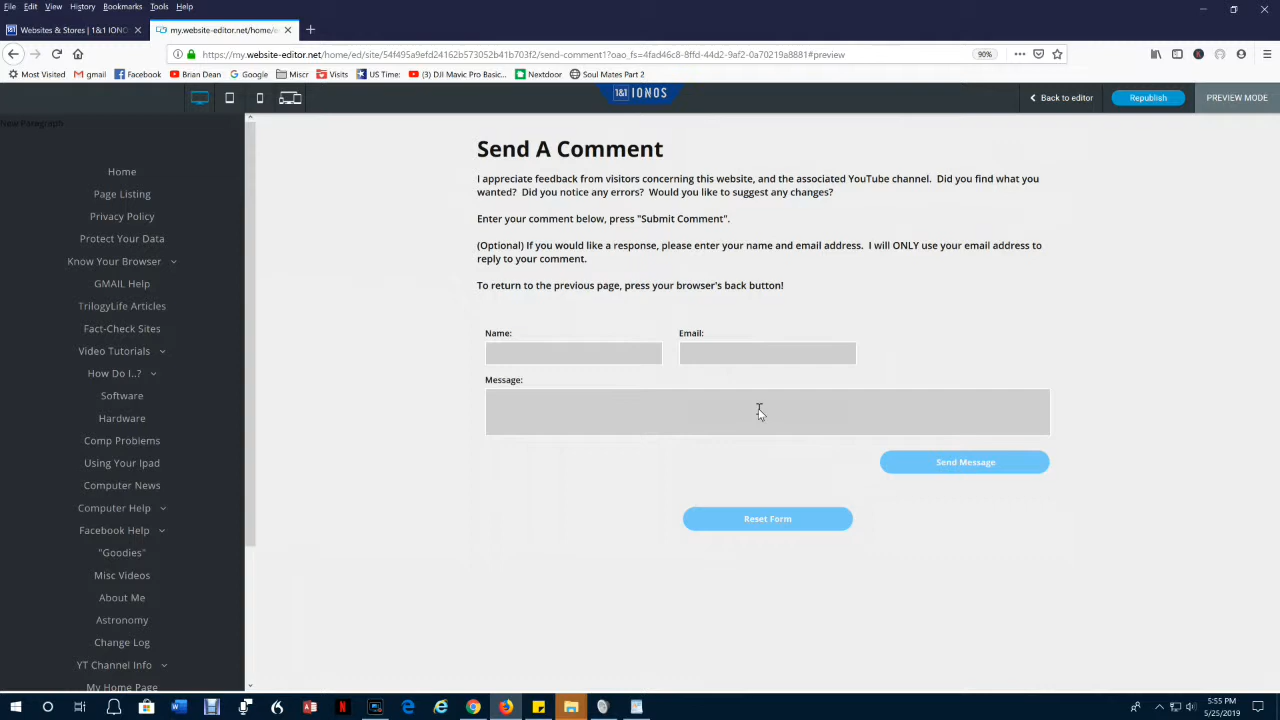 File Edit View History Bookmarks Tools Help
Websites & Stores | 1&1 IONO
my.website-editor.net/home/e
https://my.website-editor.net/home/ed/site/54f495a9efd24162b573052b41b703f2/send-comment?oao_fs=4fad46c8-8ffd-44d2-9af2-0a70219a8881#preview
90%
Most Visited gmail Facebook Brian Dean Google Miscr Visits US Time: (3) DJI Mavic Pro Basic... Nextdoor Soul Mates Part 2
1&1 IONOS
Back to editor
Republish
PREVIEW MODE
New Paragraph
Home
Page Listing
Privacy Policy
Protect Your Data
Know Your Browser
GMAIL Help
TrilogyLife Articles
Fact-Check Sites
Video Tutorials
How Do I..?
Software
Hardware
Comp Problems
Using Your Ipad
Computer News
Computer Help
Facebook Help
"Goodies"
Misc Videos
About Me
Astronomy
Change Log
YT Channel Info
My Home Page
Send A Comment
I appreciate feedback from visitors concerning this website, and the associated YouTube channel. Did you find what you
wanted? Did you notice any errors? Would you like to suggest any changes?
Enter your comment below, press "Submit Comment".
(Optional) If you would like a response, please enter your name and email address. I will ONLY use your email address to
reply to your comment.
To return to the previous page, press your browser's back button!
Name:
Email:
Message:
Send Message
Reset Form
5:55 PM
5/25/2019